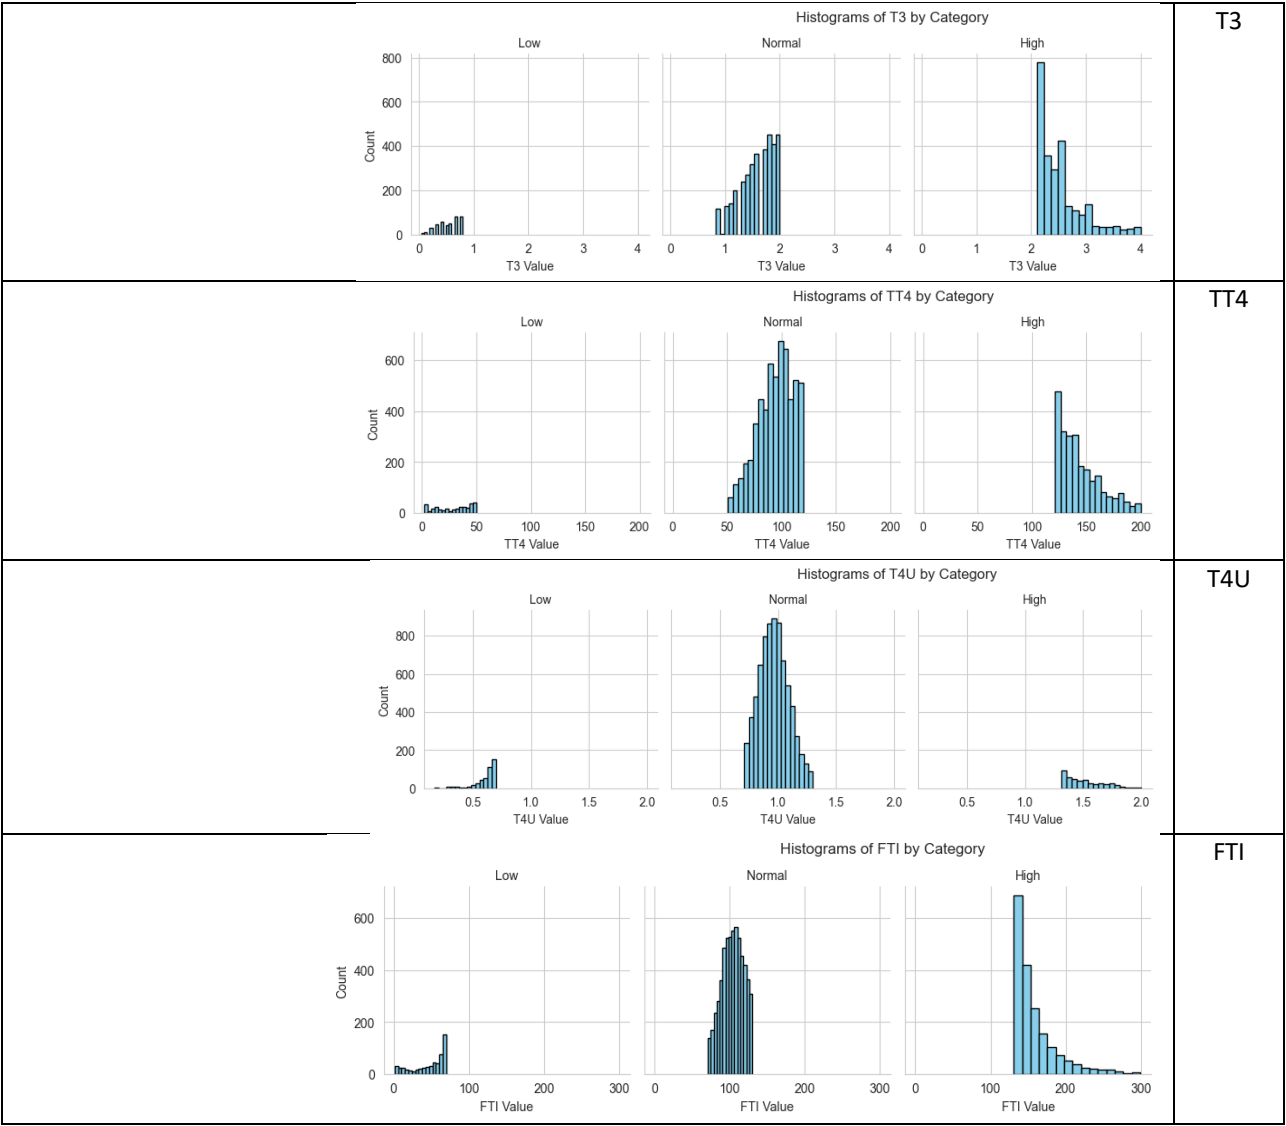 Histograms of T3 by Category
T3
Low
Normal
High
800
600
400
200
0
Count
0 1 2 3 4
0 1 2 3 4
0 1 2 3 4
T3 Value
T3 Value
T3 Value
Histograms of TT4 by Category
TT4
Low
Normal
High
600
400
200
0
Count
0 50 100 150 200
0 50 100 150 200
0 50 100 150 200
TT4 Value
TT4 Value
TT4 Value
Histograms of T4U by Category
T4U
Low
Normal
High
800
600
400
200
0
Count
0.5 1.0 1.5 2.0
0.5 1.0 1.5 2.0
0.5 1.0 1.5 2.0
T4U Value
T4U Value
T4U Value
Histograms of FTI by Category
FTI
Low
Normal
High
600
400
200
0
Count
0 100 200 300
0 100 200 300
0 100 200 300
FTI Value
FTI Value
FTI Value